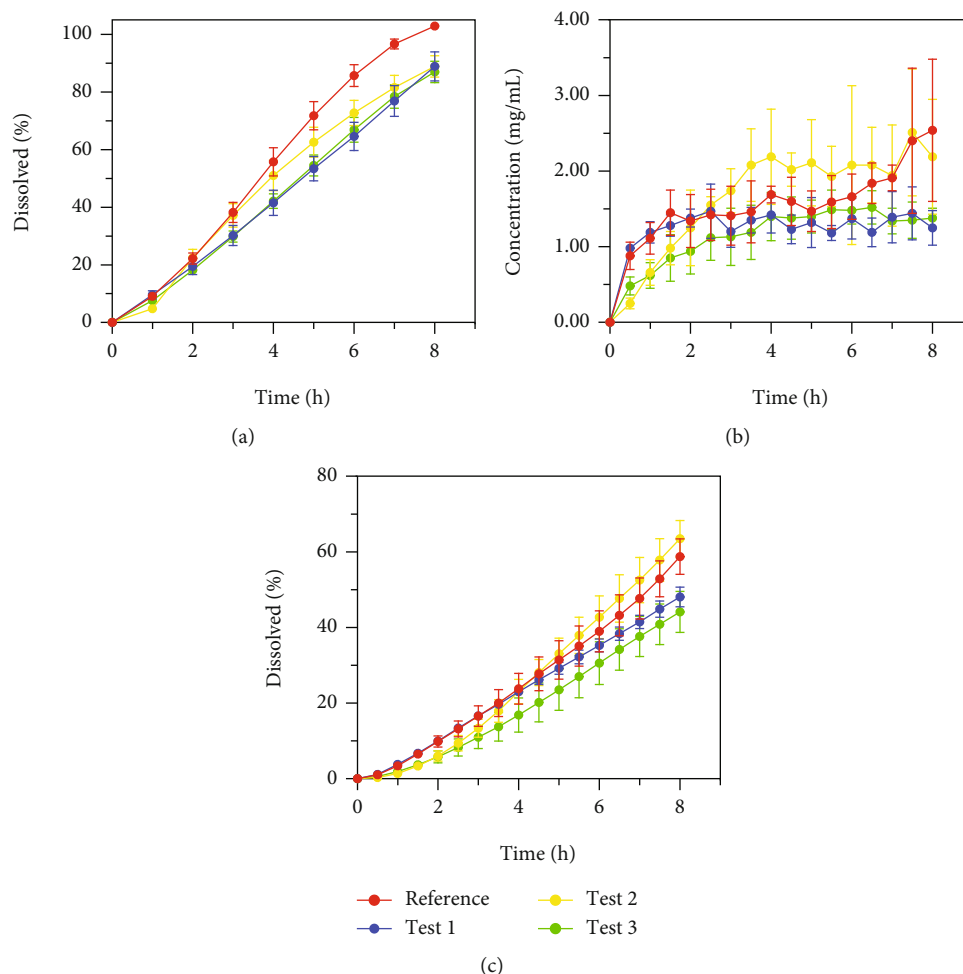 100
80
60
40
20
0
Dissolved (%)
0 2 4 6 8
Time (h)
(a)
4.00
3.00
2.00
1.00
0.00
Concentration (mg/mL)
0 2 4 6 8
Time (h)
(b)
80
60
40
20
0
Dissolved (%)
0 2 4 6 8
Time (h)
Reference Test 2
Test 1 Test 3
(c)